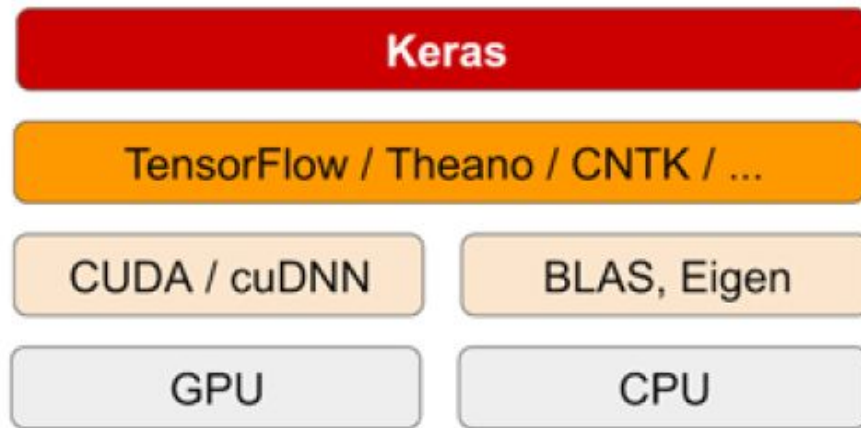 Keras
TensorFlow / Theano / CNTK / ...
CUDA / cuDNN
BLAS, Eigen
GPU
CPU